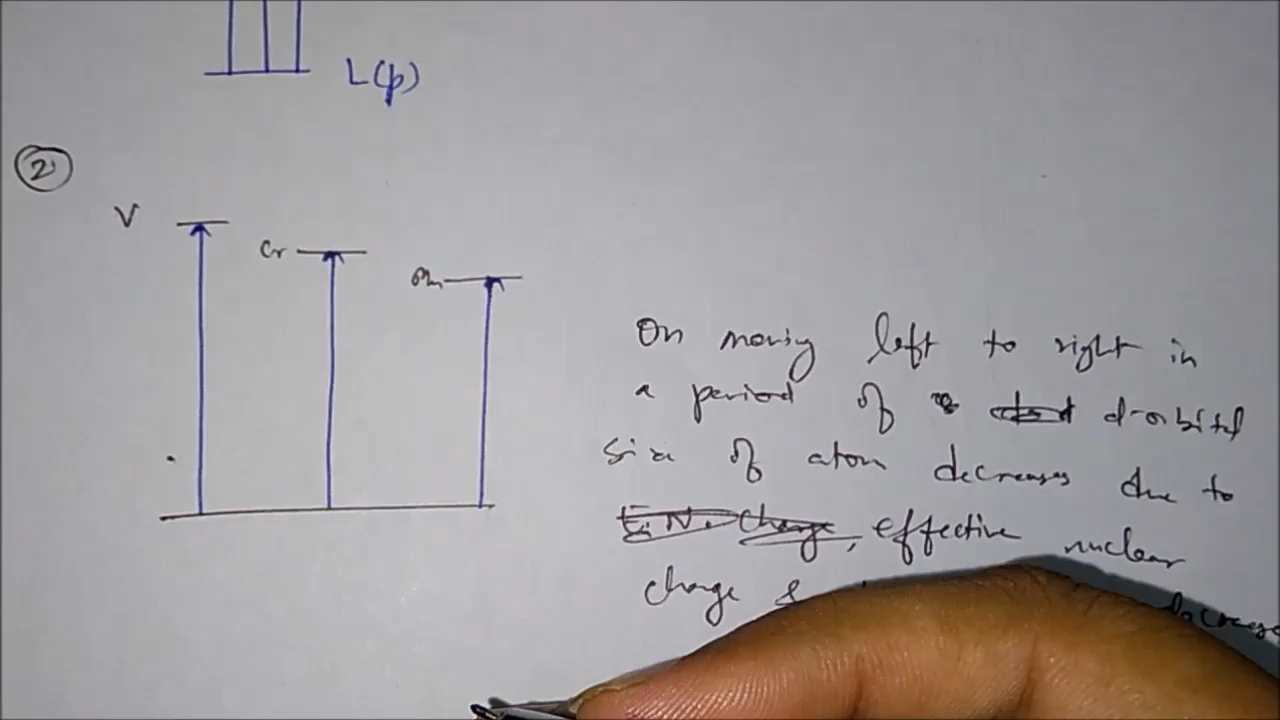 L(p)
2
V
Cr
Mn
On moving left to right in
a period of d-orbital
size of atom decreases due to
E.N. charge, effective nuclear
charge & decrease